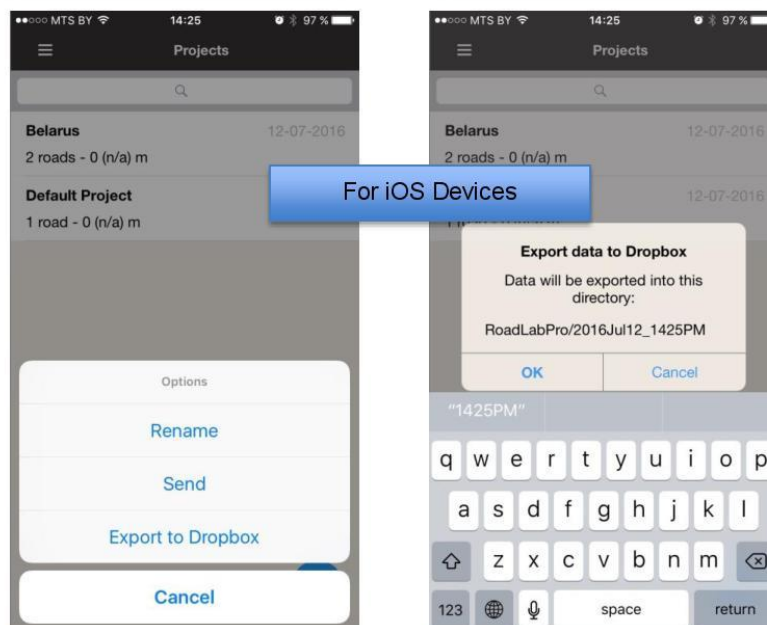 MTS BY 14:25 97 %
Projects
Belarus 12-07-2016
2 roads - 0 (n/a) m
Default Project
1 road - 0 (n/a) m
Options
Rename
Send
Export to Dropbox
Cancel
For iOS Devices
MTS BY 14:25 97 %
Projects
Belarus 12-07-2016
2 roads - 0 (n/a) m
12-07-2016
Export data to Dropbox
Data will be exported into this
directory:
RoadLabPro/2016Jul12_1425PM
OK Cancel
"1425PM"
q w e r t y u i o p
a s d f g h j k l
z x c v b n m
123 space return